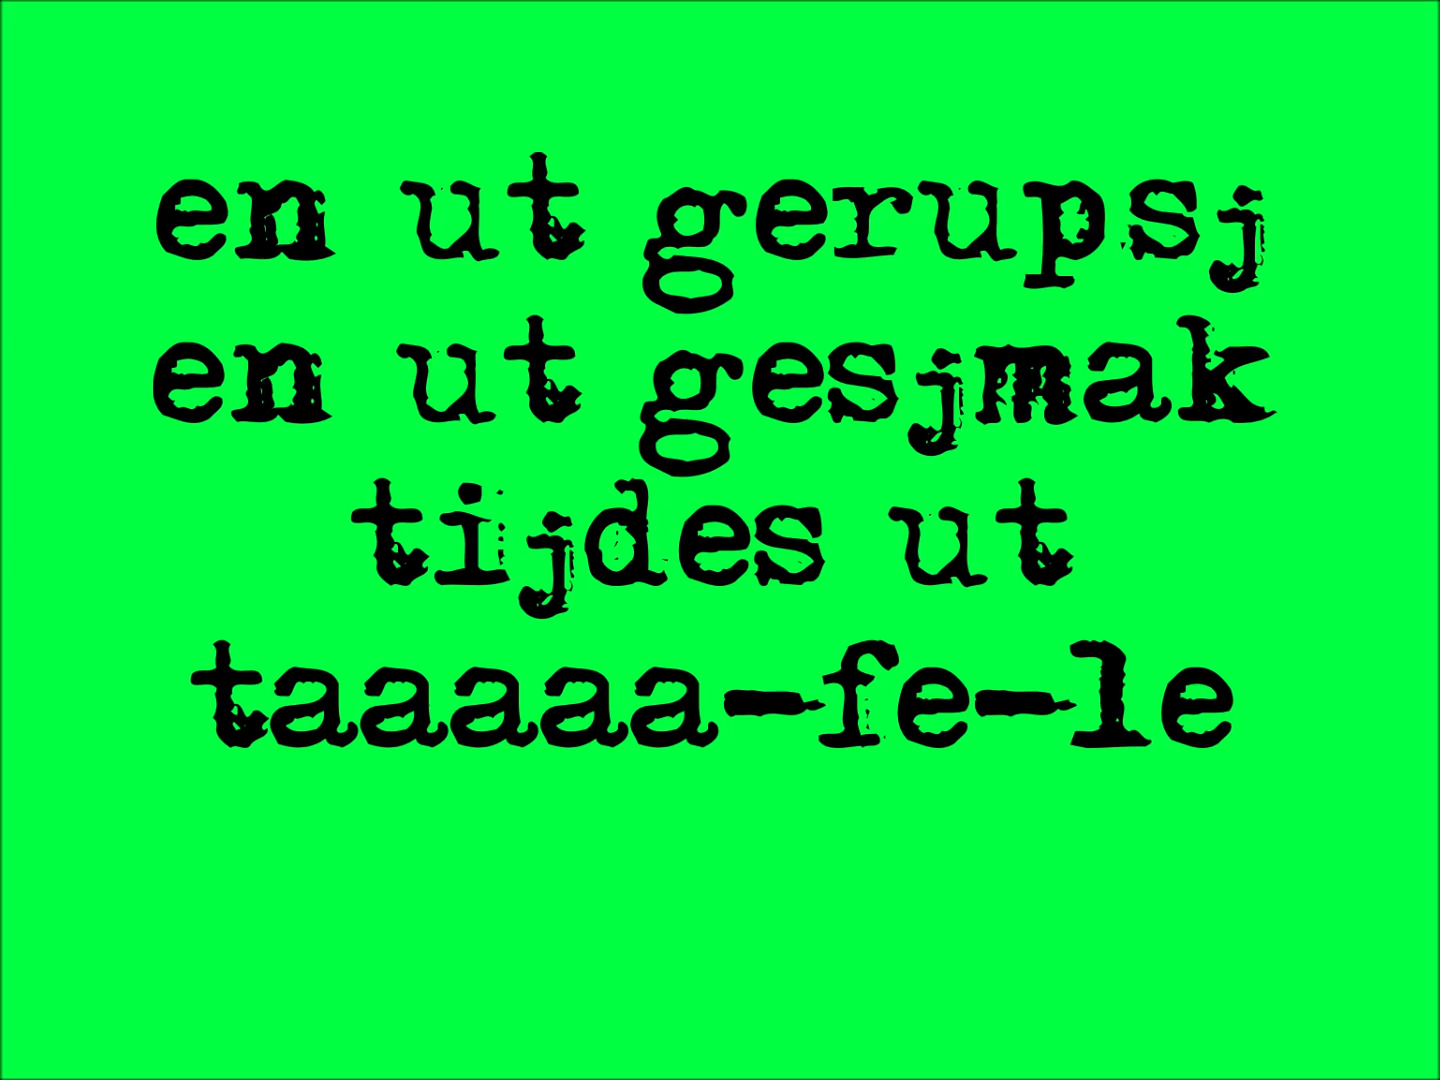 en ut gerupsj
en ut gesjmak
tijdes ut
taaaaa-fe-le